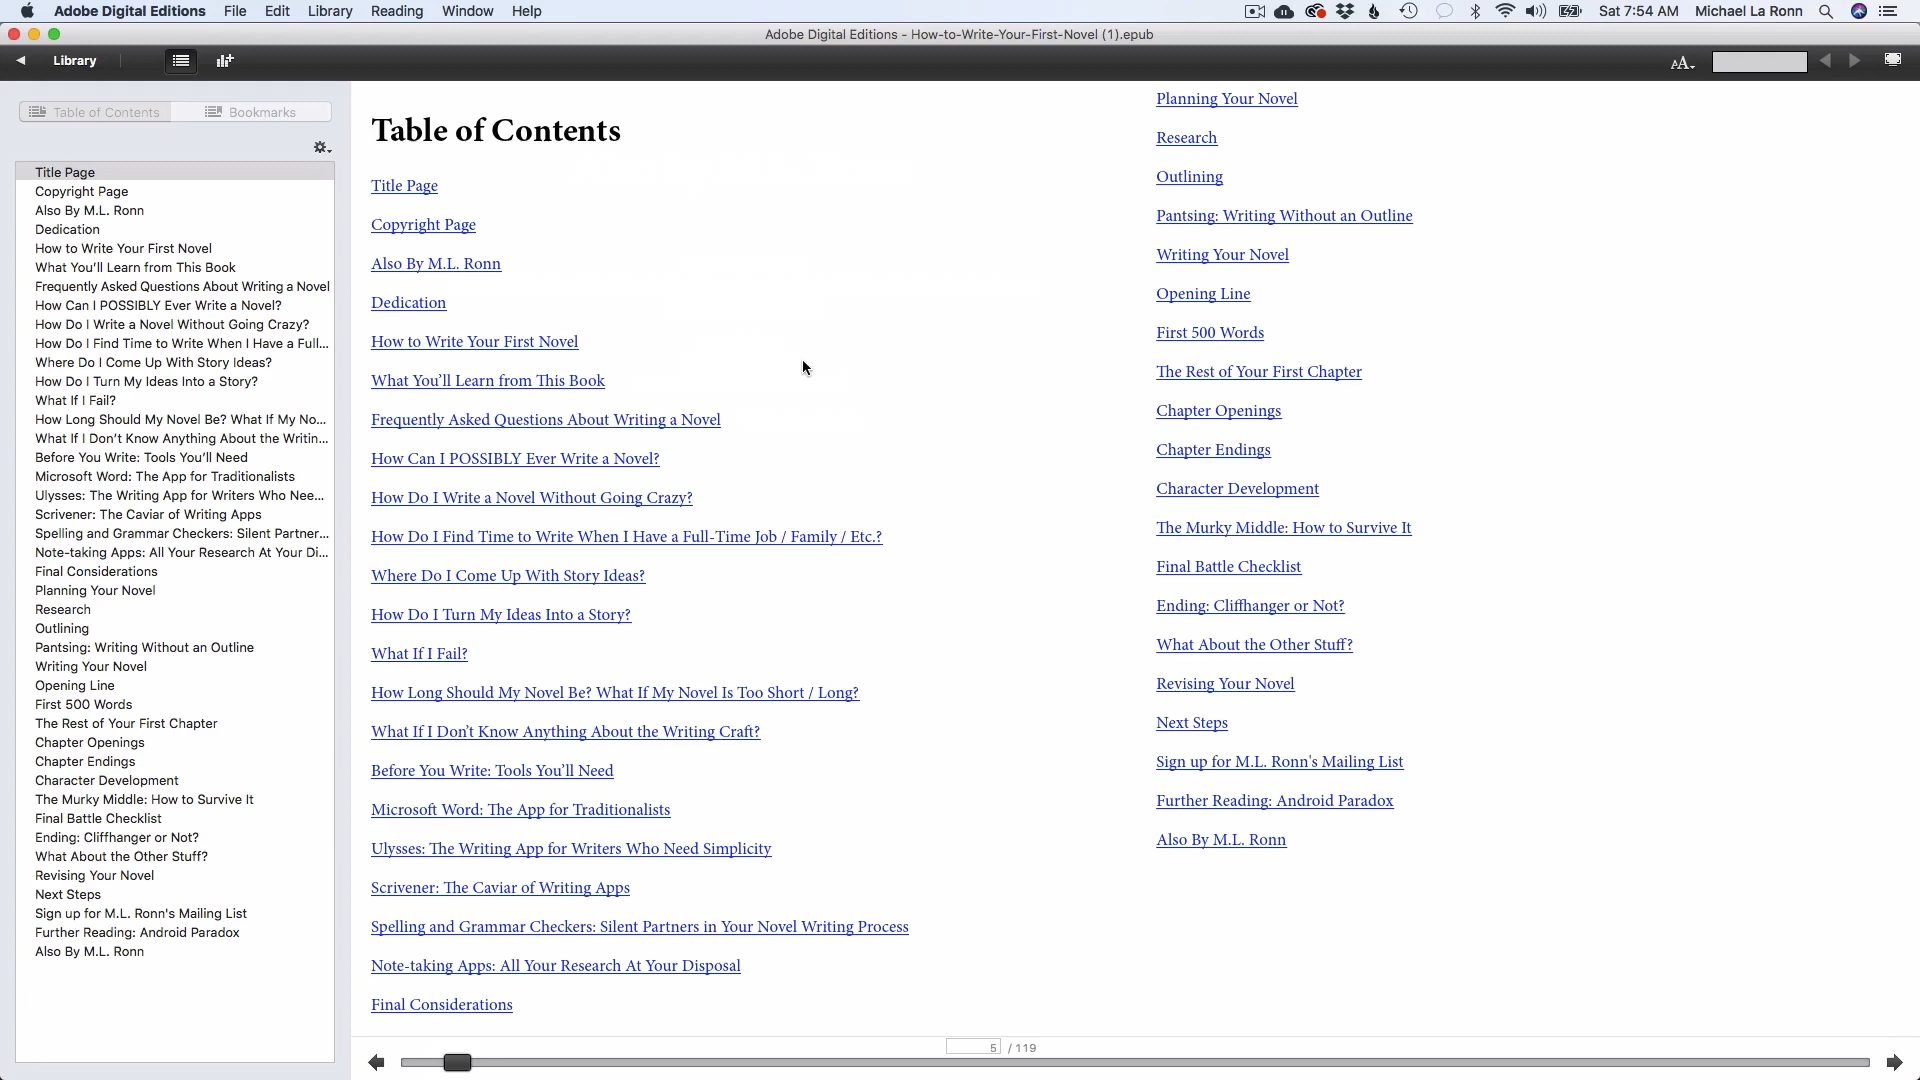 Adobe Digital Editions File Edit Library Reading Window Help
Sat 7:54 AM Michael La Ronn
Adobe Digital Editions - How-to-Write-Your-First-Novel (1).epub
Library
AA
Table of Contents
Bookmarks
Title Page
Copyright Page
Also By M.L. Ronn
Dedication
How to Write Your First Novel
What You’ll Learn from This Book
Frequently Asked Questions About Writing a Novel
How Can I POSSIBLY Ever Write a Novel?
How Do I Write a Novel Without Going Crazy?
How Do I Find Time to Write When I Have a Full...
Where Do I Come Up With Story Ideas?
How Do I Turn My Ideas Into a Story?
What If I Fail?
How Long Should My Novel Be? What If My No...
What If I Don’t Know Anything About the Writin...
Before You Write: Tools You’ll Need
Microsoft Word: The App for Traditionalists
Ulysses: The Writing App for Writers Who Nee...
Scrivener: The Caviar of Writing Apps
Spelling and Grammar Checkers: Silent Partner...
Note-taking Apps: All Your Research At Your Di...
Final Considerations
Planning Your Novel
Research
Outlining
Pantsing: Writing Without an Outline
Writing Your Novel
Opening Line
First 500 Words
The Rest of Your First Chapter
Chapter Openings
Chapter Endings
Character Development
The Murky Middle: How to Survive It
Final Battle Checklist
Ending: Cliffhanger or Not?
What About the Other Stuff?
Revising Your Novel
Next Steps
Sign up for M.L. Ronn's Mailing List
Further Reading: Android Paradox
Also By M.L. Ronn
Table of Contents
Title Page
Copyright Page
Also By M.L. Ronn
Dedication
How to Write Your First Novel
What You’ll Learn from This Book
Frequently Asked Questions About Writing a Novel
How Can I POSSIBLY Ever Write a Novel?
How Do I Write a Novel Without Going Crazy?
How Do I Find Time to Write When I Have a Full-Time Job / Family / Etc.?
Where Do I Come Up With Story Ideas?
How Do I Turn My Ideas Into a Story?
What If I Fail?
How Long Should My Novel Be? What If My Novel Is Too Short / Long?
What If I Don’t Know Anything About the Writing Craft?
Before You Write: Tools You’ll Need
Microsoft Word: The App for Traditionalists
Ulysses: The Writing App for Writers Who Need Simplicity
Scrivener: The Caviar of Writing Apps
Spelling and Grammar Checkers: Silent Partners in Your Novel Writing Process
Note-taking Apps: All Your Research At Your Disposal
Final Considerations
Planning Your Novel
Research
Outlining
Pantsing: Writing Without an Outline
Writing Your Novel
Opening Line
First 500 Words
The Rest of Your First Chapter
Chapter Openings
Chapter Endings
Character Development
The Murky Middle: How to Survive It
Final Battle Checklist
Ending: Cliffhanger or Not?
What About the Other Stuff?
Revising Your Novel
Next Steps
Sign up for M.L. Ronn's Mailing List
Further Reading: Android Paradox
Also By M.L. Ronn
5 / 119